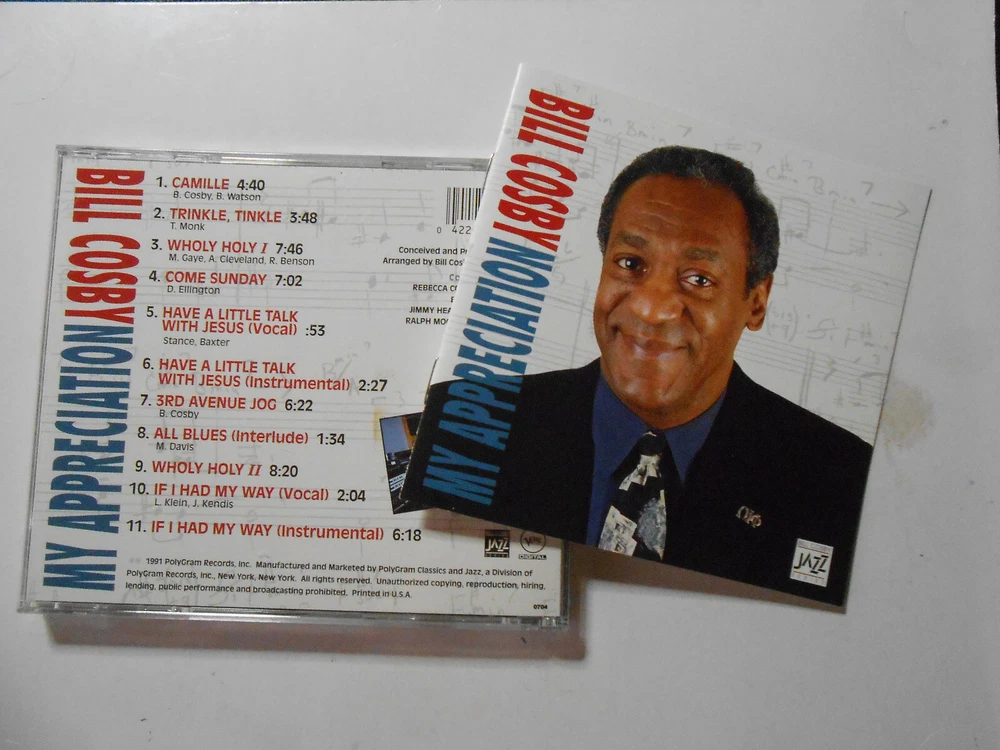 BILL COSBY
MY APPRECIATION
1. CAMILLE 4:40
B. Cosby, B. Watson
2. TRINKLE, TINKLE 3:48
T. Monk
3. WHOLY HOLY I 7:46
M. Gaye, A. Cleveland, R. Benson
4. COME SUNDAY 7:02
D. Ellington
5. HAVE A LITTLE TALK
WITH JESUS (Vocal) :53
Stance, Baxter
6. HAVE A LITTLE TALK
WITH JESUS (Instrumental) 2:27
7. 3RD AVENUE JOG 6:22
B. Cosby
8. ALL BLUES (Interlude) 1:34
M. Davis
9. WHOLY HOLY II 8:20
10. IF I HAD MY WAY (Vocal) 2:04
L. Klein, J. Kendis
11. IF I HAD MY WAY (Instrumental) 6:18
0 422
Conceived and
Arranged by Bill
REBECCA
JIMMY
RALPH
JAZZ
VERVE
DIGITAL
1991 PolyGram Records, Inc. Manufactured and Marketed by PolyGram Classics and Jazz, a Division of
PolyGram Records, Inc., New York, New York. All rights reserved. Unauthorized copying, reproduction, hiring,
lending, public performance and broadcasting prohibited. Printed in U.S.A.
0704
BILL COSBY
MY APPRECIATION
ΩΨΦ
JAZZ